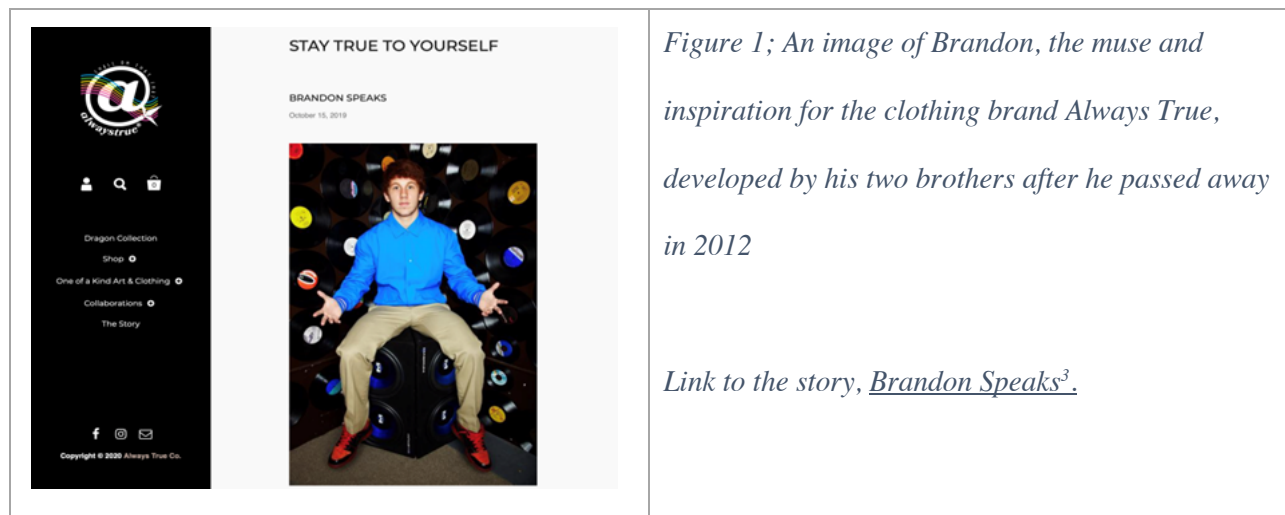 STAY TRUE TO YOURSELF
BRANDON SPEAKS
October 15, 2019
@
alwaystrue
0
Dragon Collection
Shop
One of a Kind Art & Clothing
Collaborations
The Story
f
Copyright © 2020 Always True Co.
Figure 1; An image of Brandon, the muse and
inspiration for the clothing brand Always True,
developed by his two brothers after he passed away
in 2012
Link to the story, Brandon Speaks³.